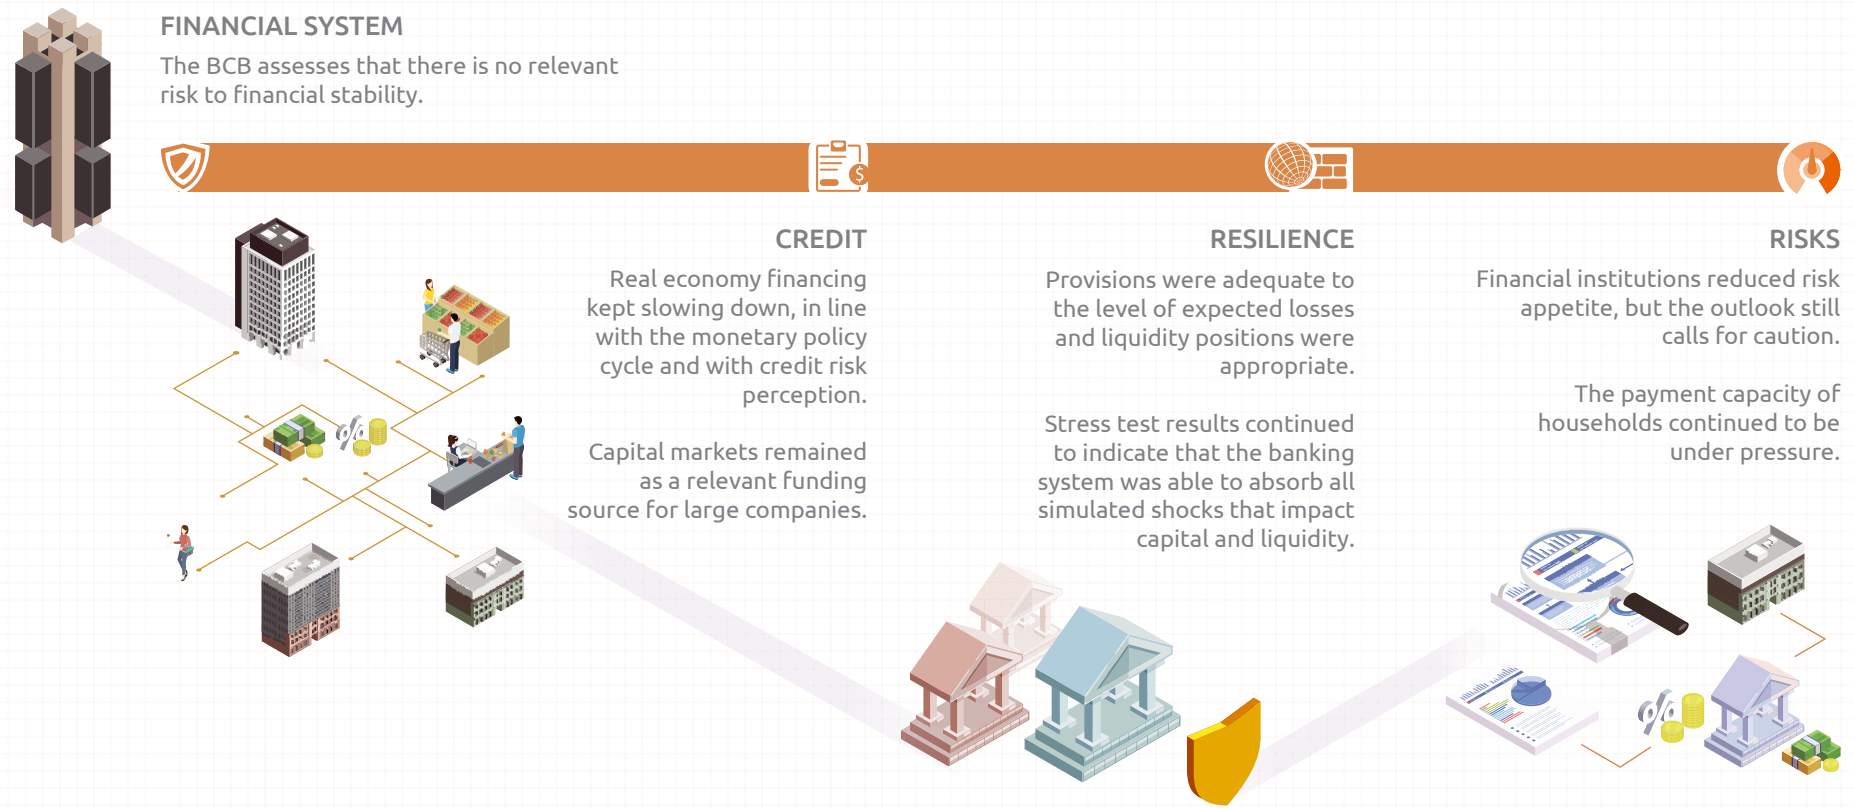 FINANCIAL SYSTEM
The BCB assesses that there is no relevant
risk to financial stability.
$
CREDIT
Real economy financing
kept slowing down, in line
with the monetary policy
cycle and with credit risk
perception.
Capital markets remained
as a relevant funding
source for large companies.
RESILIENCE
Provisions were adequate to
the level of expected losses
and liquidity positions were
appropriate.
Stress test results continued
to indicate that the banking
system was able to absorb all
simulated shocks that impact
capital and liquidity.
RISKS
Financial institutions reduced risk
appetite, but the outlook still
calls for caution.
The payment capacity of
households continued to be
under pressure.
%
%